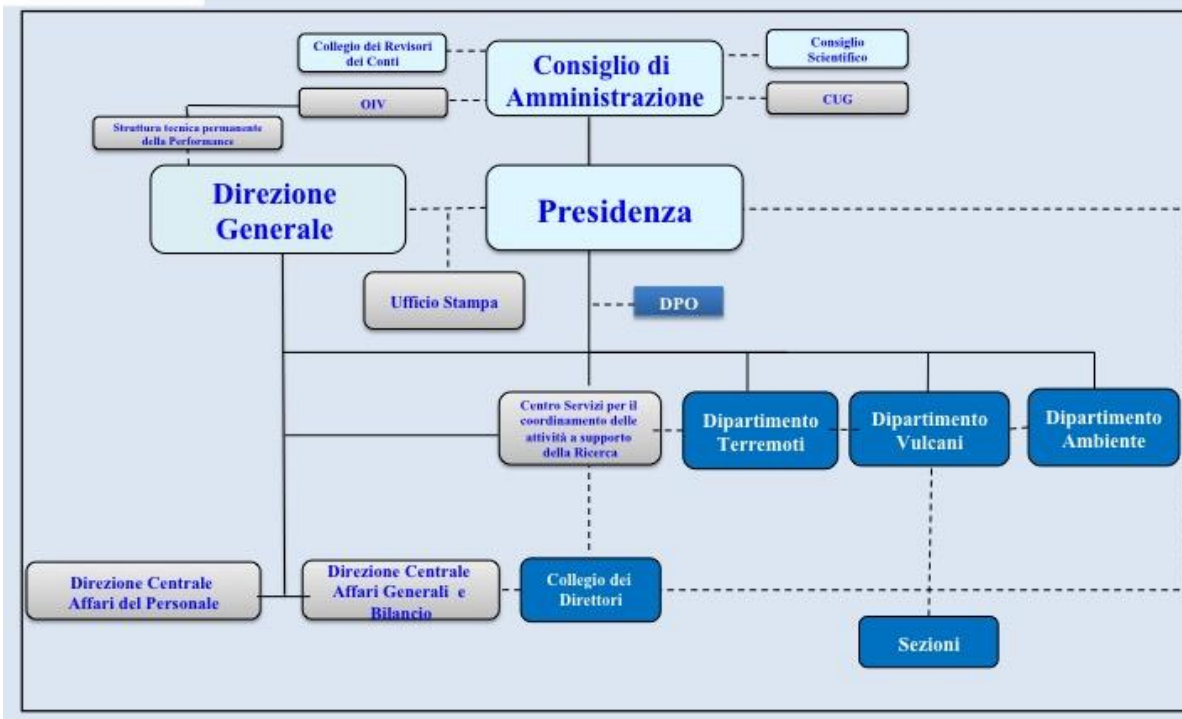 Collegio dei Revisori
dei Conti
Consiglio di
Amministrazione
Consiglio
Scientifico
OIV
CUG
Struttura tecnica permanente
della Performance
Direzione
Generale
Presidenza
Ufficio Stampa
DPO
Centro Servizi per il
coordinamento delle
attività a supporto
della Ricerca
Dipartimento
Terremoti
Dipartimento
Vulcani
Dipartimento
Ambiente
Direzione Centrale
Affari del Personale
Direzione Centrale
Affari Generali e
Bilancio
Collegio dei
Direttori
Sezioni